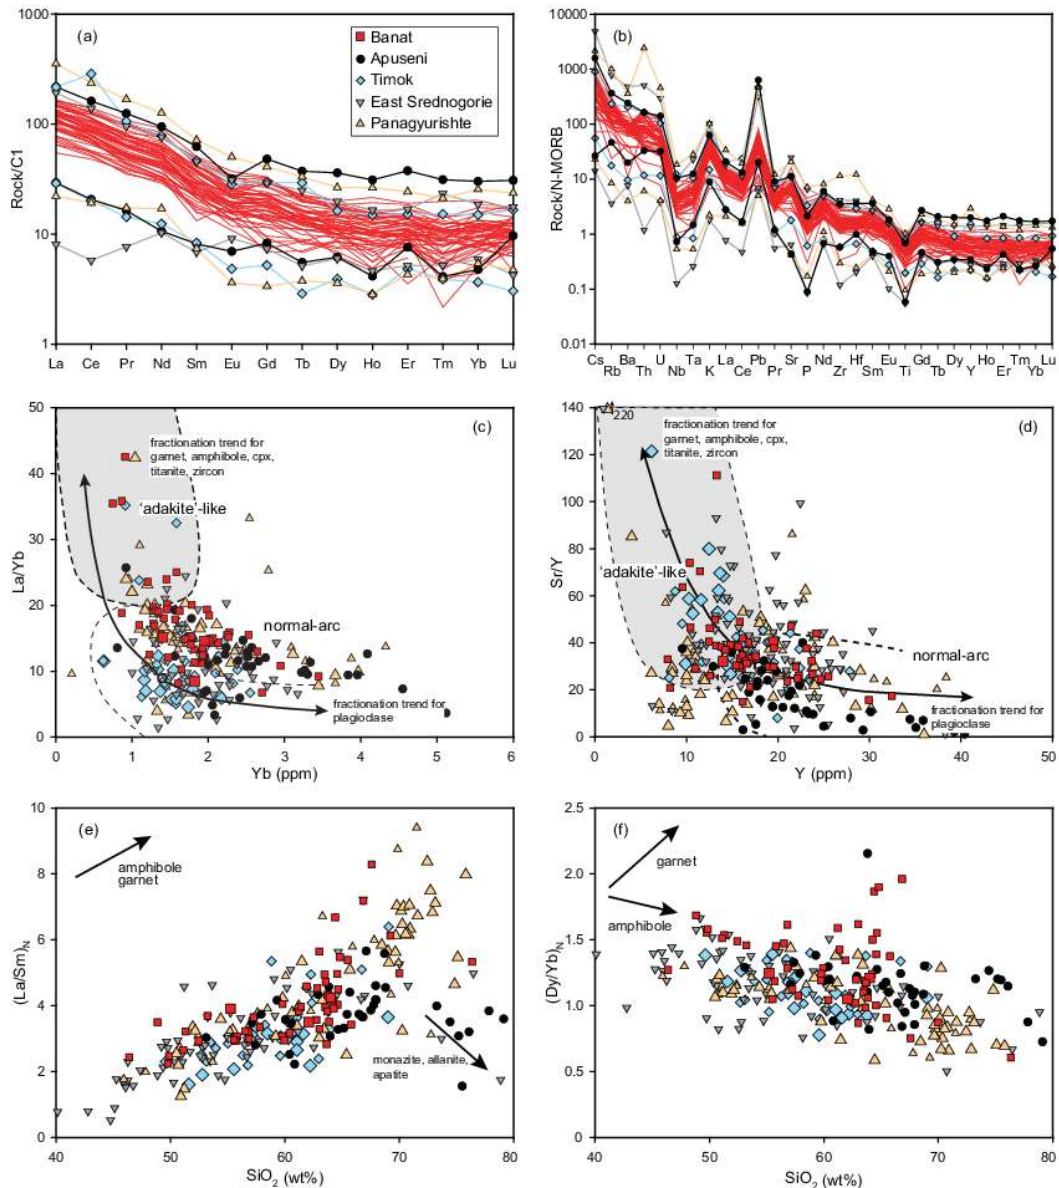 (a)
1000
100
10
1
Rock/C1
Banat
Apuseni
Timok
East Srednogorie
Panagyurishte
La Ce Pr Nd Sm Eu Gd Tb Dy Ho Er Tm Yb Lu
(b)
10000
1000
100
10
1
0.1
0.01
Rock/N-MORB
Cs Ba U Ta La Pb Sr Nd Hf Eu Gd Dy Ho Tm Lu
Rb Th Nb K Ce Pr P Zr Sm Ti Tb Y Er Yb
(c)
50
40
30
20
10
0
La/Yb
fractionation trend for
garnet, amphibole, cpx,
titanite, zircon
'adakite'-like
normal-arc
fractionation trend for
plagioclase
0 1 2 3 4 5 6
Yb (ppm)
(d)
140
120
100
80
60
40
20
0
Sr/Y
220
fractionation trend for
garnet, amphibole, cpx,
titanite, zircon
'adakite'-like
normal-arc
fractionation trend for
plagioclase
0 10 20 30 40 50
Y (ppm)
(e)
10
8
6
4
2
0
(La/Sm)N
amphibole
garnet
monazite, allanite,
apatite
40 50 60 70 80
SiO2 (wt%)
(f)
2.5
2.0
1.5
1.0
0.5
0
(Dy/Yb)N
garnet
amphibole
40 50 60 70 80
SiO2 (wt%)